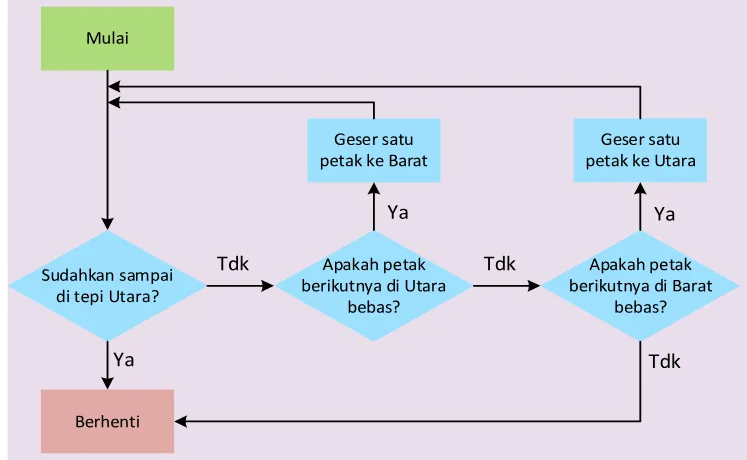 Mulai
Geser satu
petak ke Barat
Geser satu
petak ke Utara
Ya
Ya
Sudahkan sampai
di tepi Utara?
Tdk
Apakah petak
berikutnya di Utara
bebas?
Tdk
Apakah petak
berikutnya di Barat
bebas?
Ya
Tdk
Berhenti